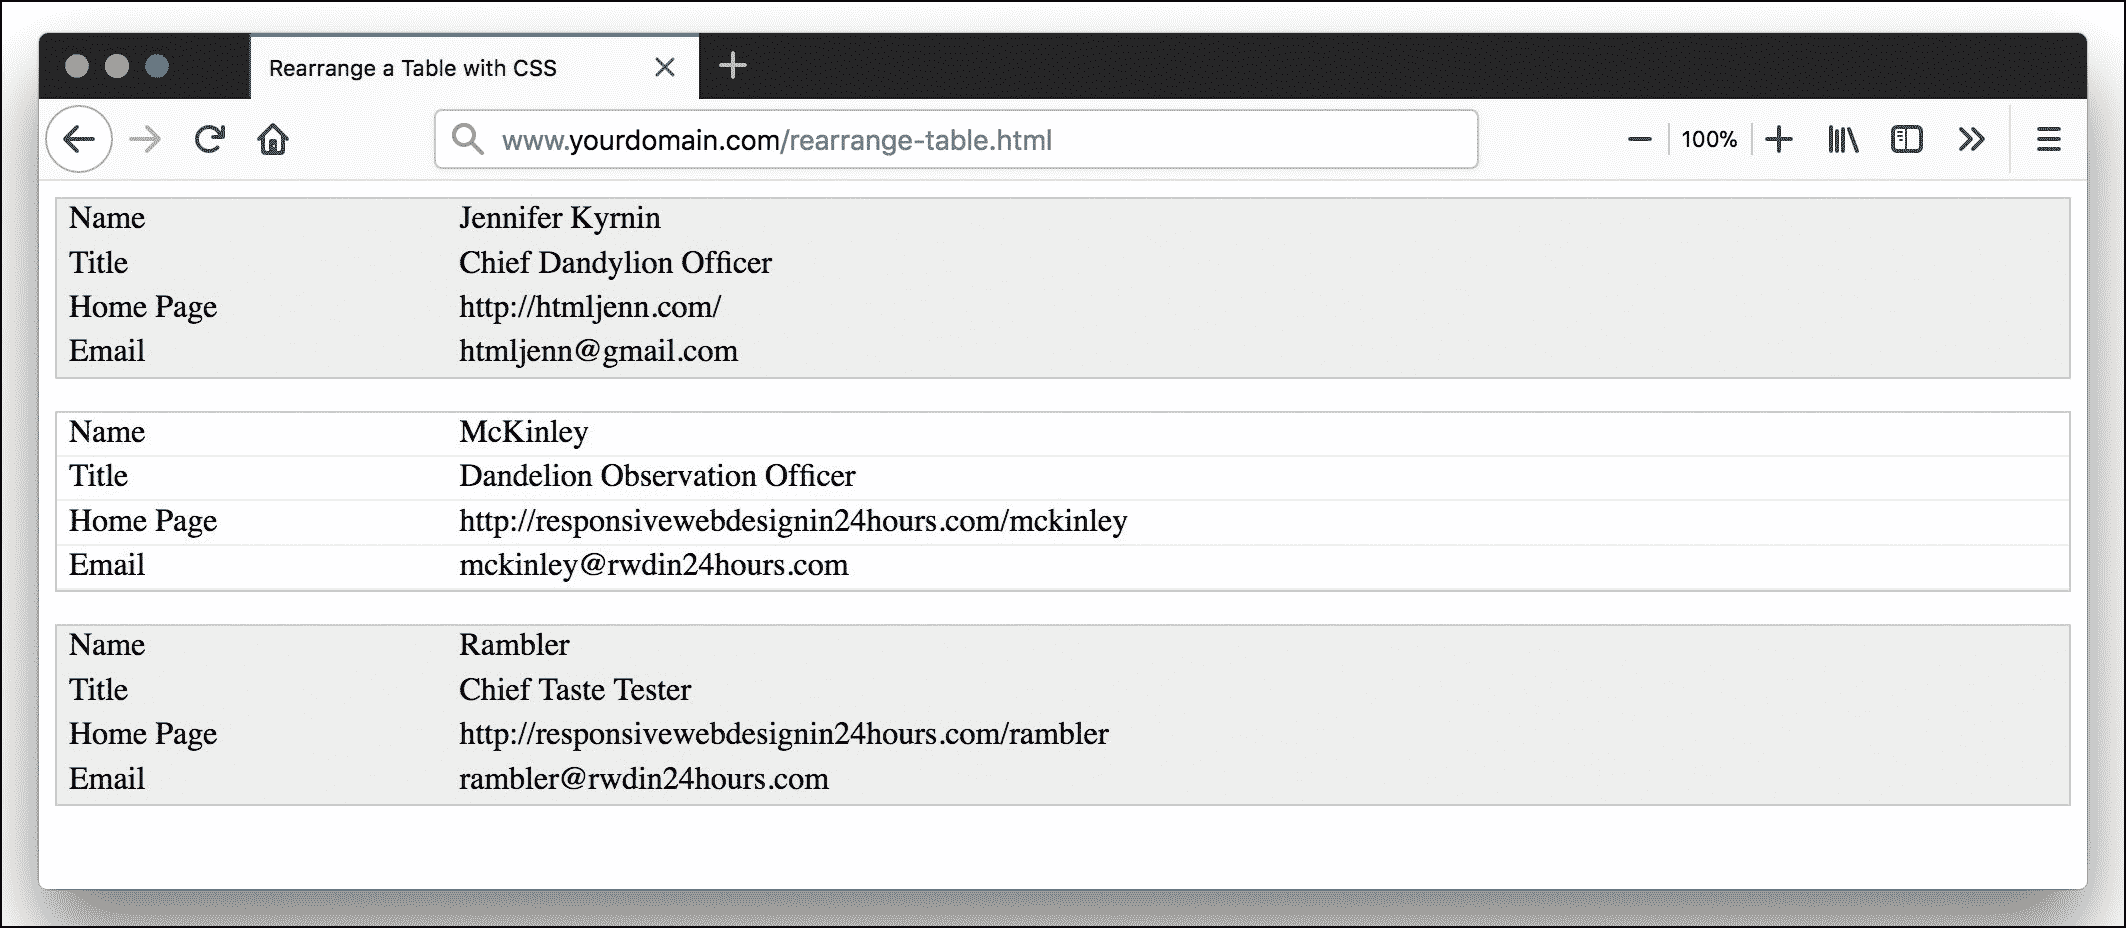 Rearrange a Table with CSS
www.yourdomain.com/rearrange-table.html
100%
Name Jennifer Kyrnin
Title Chief Dandylion Officer
Home Page http://htmljenn.com/
Email htmljenn@gmail.com
Name McKinley
Title Dandelion Observation Officer
Home Page http://responsivewebdesignin24hours.com/mckinley
Email mckinley@rwdin24hours.com
Name Rambler
Title Chief Taste Tester
Home Page http://responsivewebdesignin24hours.com/rambler
Email rambler@rwdin24hours.com